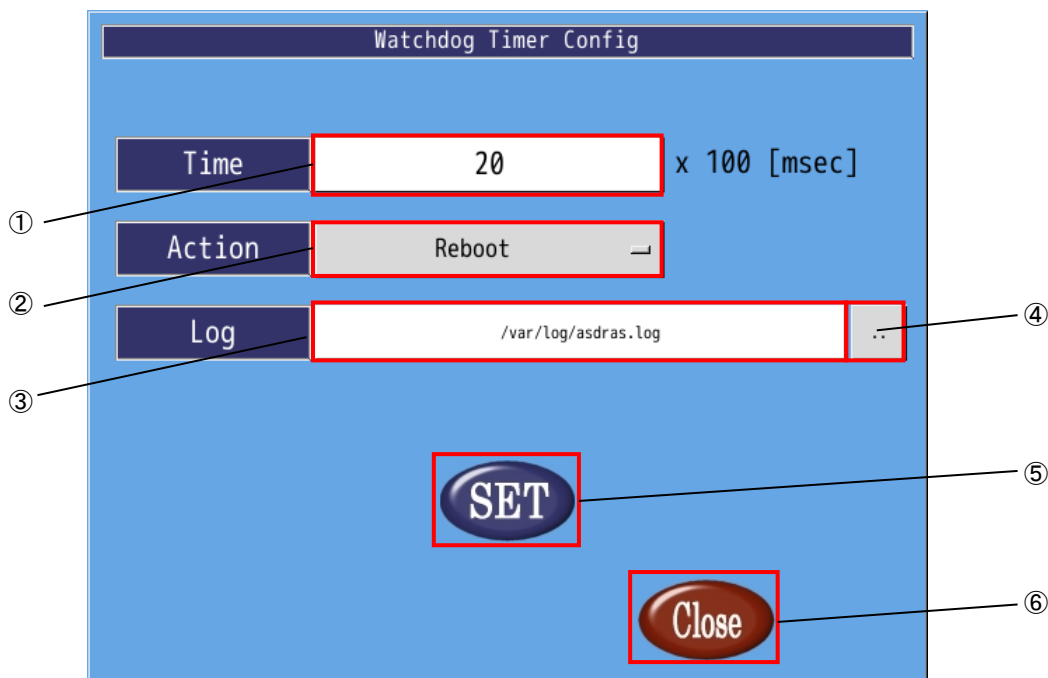 Watchdog Timer Config
Time 20 x 100 [msec]
①
Action Reboot
②
Log /var/log/asdras.log ..
④
③
SET
⑤
Close
⑥